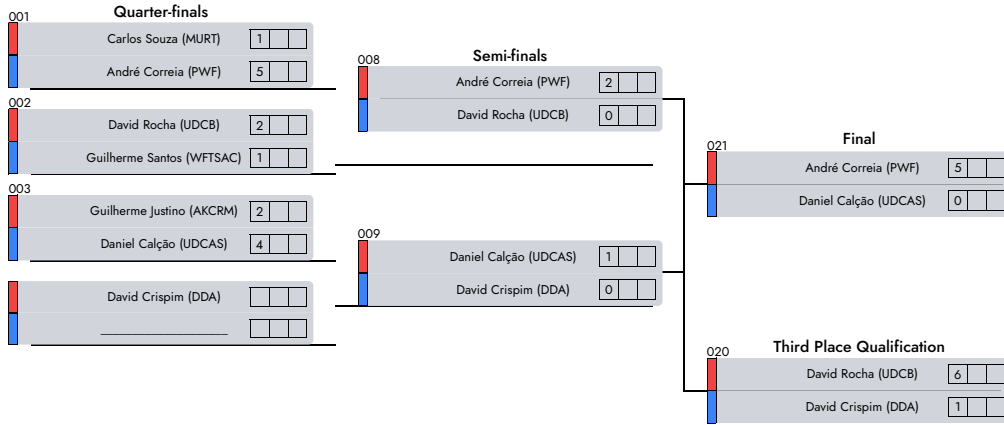 Quarter-finals
001
Carlos Souza (MURT) 1
André Correia (PWF) 5
002
David Rocha (UDCB) 2
Guilherme Santos (WFTSAC) 1
003
Guilherme Justino (AKCRM) 2
Daniel Calção (UDCAS) 4
David Crispim (DDA)
____________________
Semi-finals
008
André Correia (PWF) 2
David Rocha (UDCB) 0
009
Daniel Calção (UDCAS) 1
David Crispim (DDA) 0
Final
021
André Correia (PWF) 5
Daniel Calção (UDCAS) 0
Third Place Qualification
020
David Rocha (UDCB) 6
David Crispim (DDA) 1